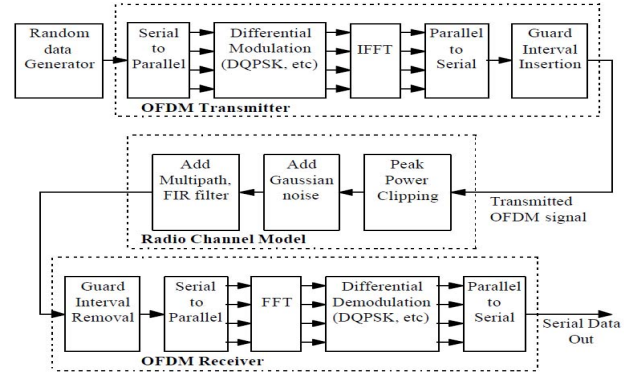 Random
data
Generator
Serial
to
Parallel
Differential
Modulation
(DQPSK, etc)
IFFT
Parallel
to
Serial
Guard
Interval
Insertion
OFDM Transmitter
Add
Multipath,
FIR filter
Add
Gaussian
noise
Peak
Power
Clipping
Transmitted
OFDM signal
Radio Channel Model
Guard
Interval
Removal
Serial
to
Parallel
FFT
Differential
Demodulation
(DQPSK, etc)
Parallel
to
Serial
Serial Data
Out
OFDM Receiver